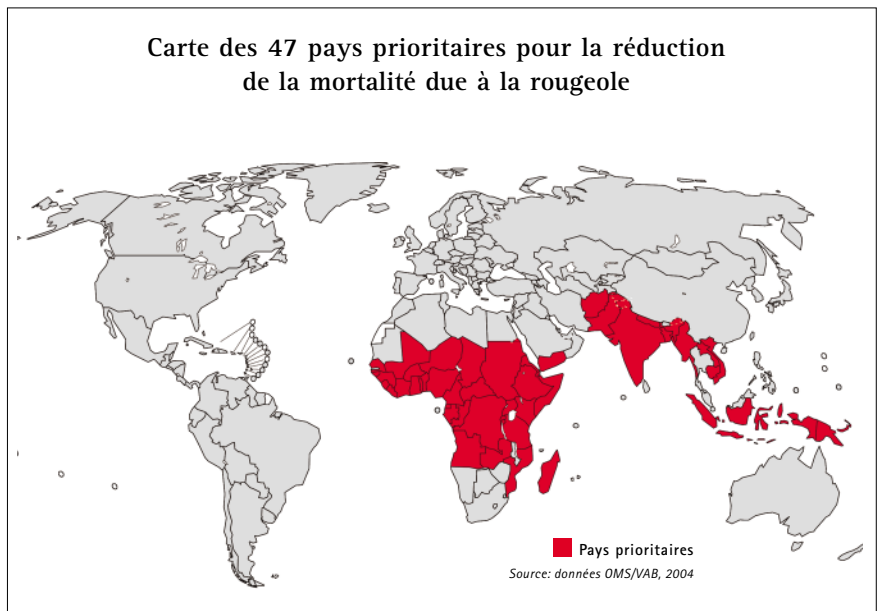 Carte des 47 pays prioritaires pour la réduction
de la mortalité due à la rougeole
Pays prioritaires
Source: données OMS/VAB, 2004